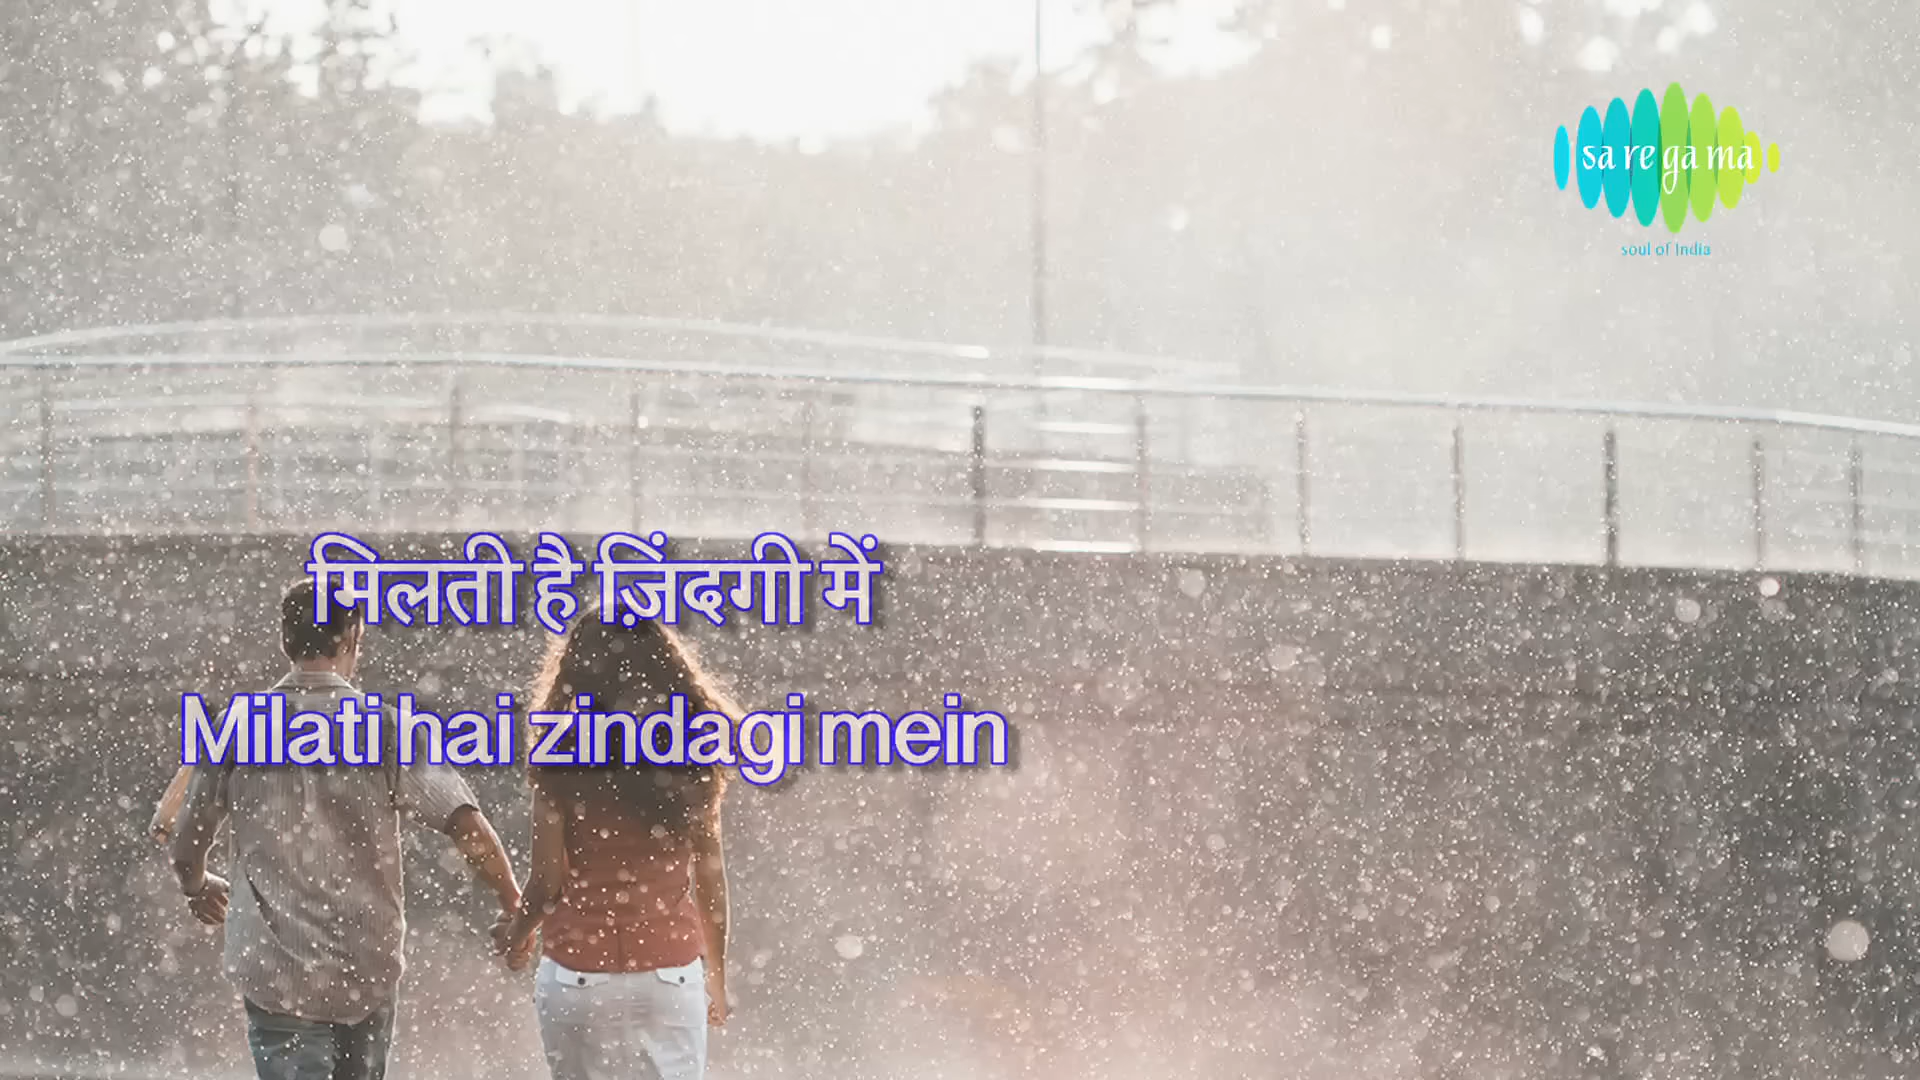 sa re ga ma
soul of India
मिलती है ज़िंदगी में
Milati hai zindagi mein